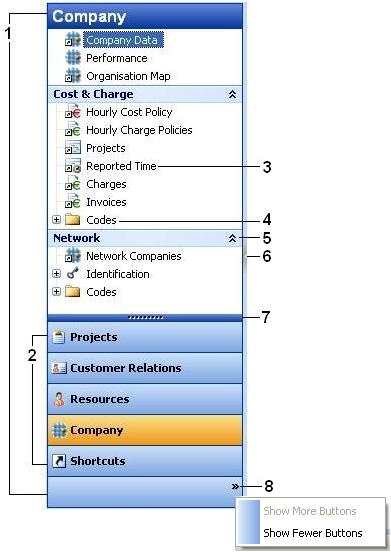 Company
1
Company Data
Performance
Organisation Map
Cost & Charge
Hourly Cost Policy
Hourly Charge Policies
Projects
Reported Time
3
Charges
Invoices
Codes
4
Network
5
Network Companies
6
Identification
Codes
7
Projects
2
Customer Relations
Resources
Company
Shortcuts
»
8
Show More Buttons
Show Fewer Buttons